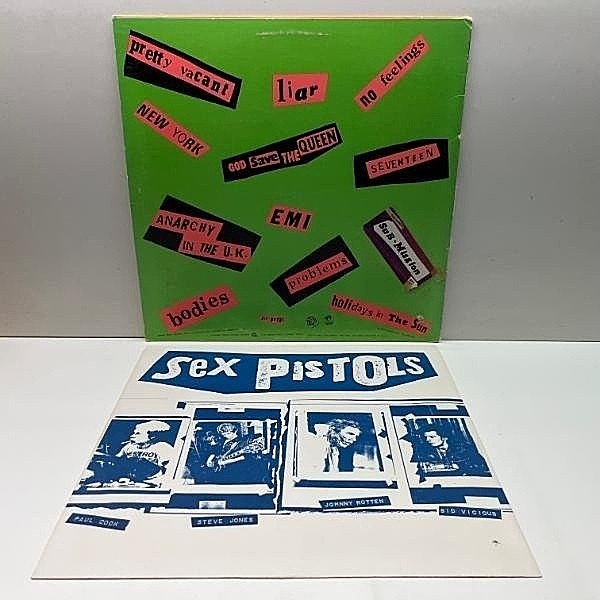 pretty vacant
liar
no feelings
NEW YORK
GOD Save THE QUEEN
SEVENTEEN
ANARCHY
IN THE U.K.
EMI
Sub-Mission
problems
bodies
holidays in The Sun
Sex PISTOLS
PAUL COOK
STEVE JONES
JOHNNY ROTTEN
SID VICIOUS